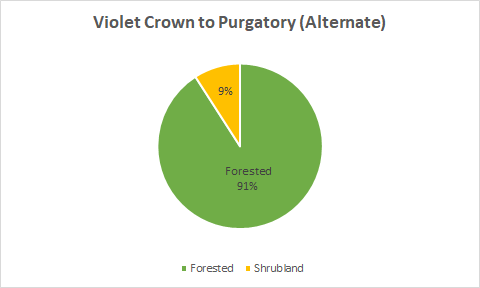 Violet Crown to Purgatory (Alternate)
9%
Forested
91%
Forested Shrubland